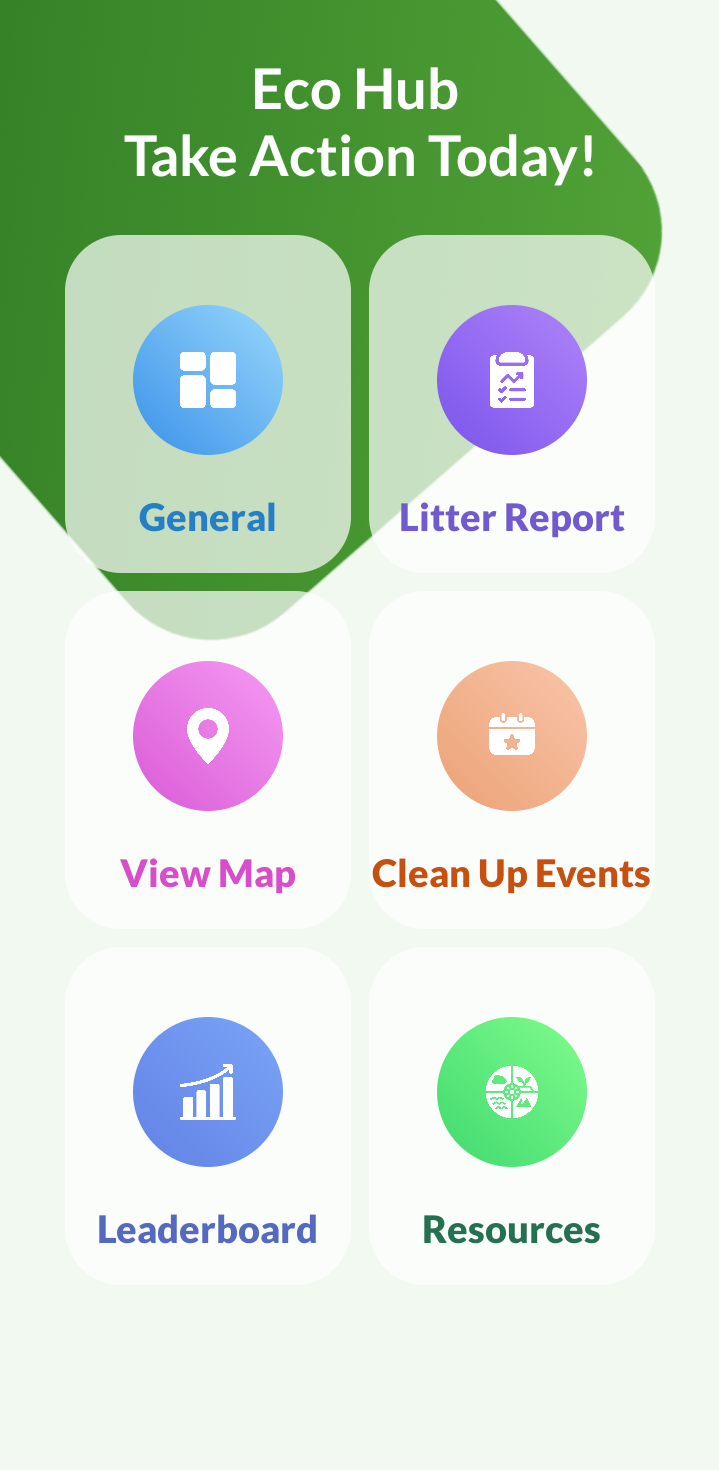 Eco Hub
Take Action Today!
General
Litter Report
View Map
Clean Up Events
Leaderboard
Resources